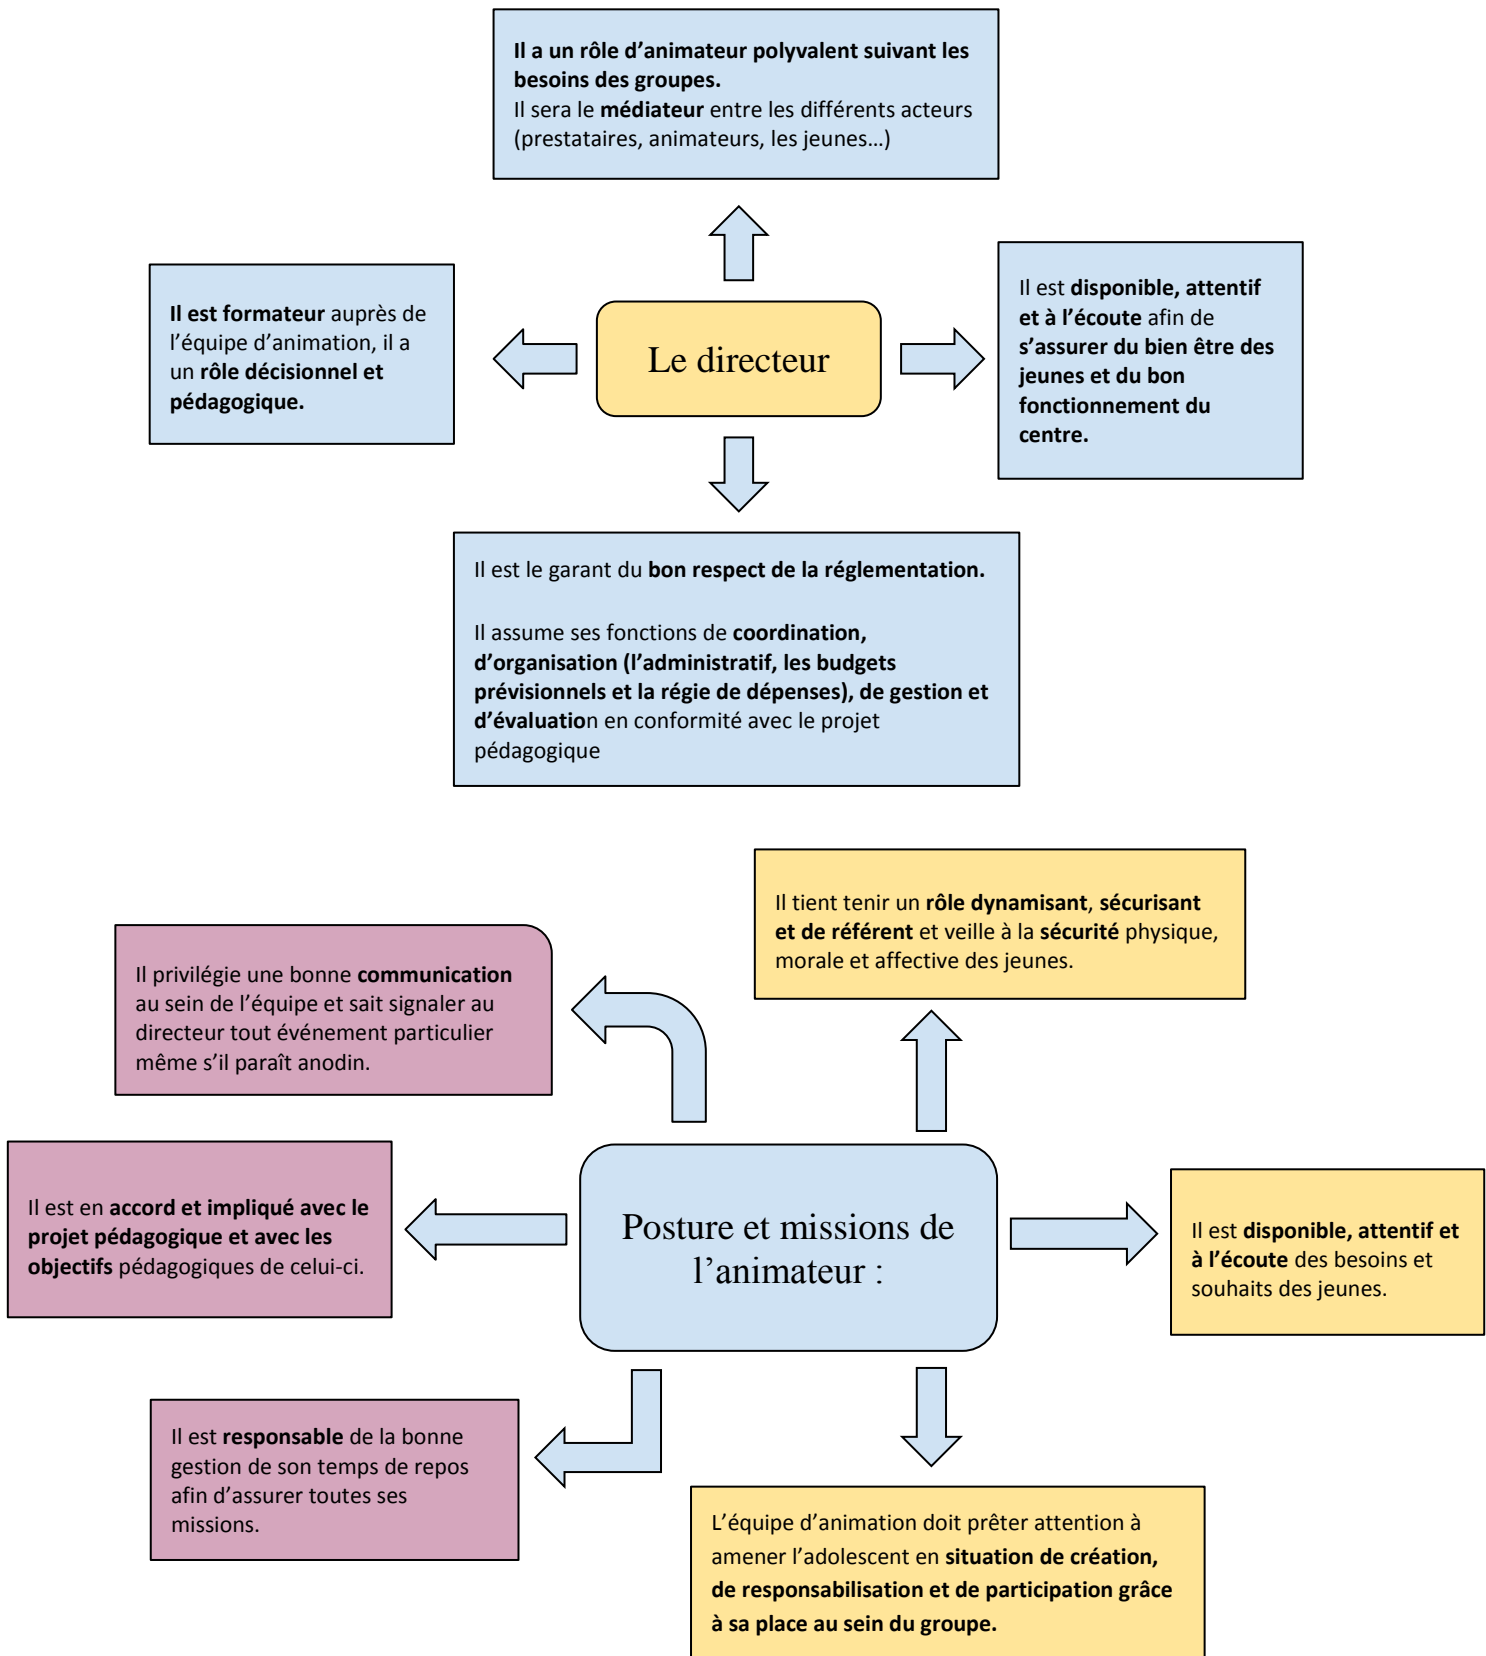 Il a un rôle d’animateur polyvalent suivant les
besoins des groupes.
Il sera le médiateur entre les différents acteurs
(prestataires, animateurs, les jeunes…)
Il est formateur auprès de
l’équipe d’animation, il a
un rôle décisionnel et
pédagogique.
Le directeur
Il est disponible, attentif
et à l’écoute afin de
s’assurer du bien être des
jeunes et du bon
fonctionnement du
centre.
Il est le garant du bon respect de la réglementation.
Il assume ses fonctions de coordination,
d’organisation (l’administratif, les budgets
prévisionnels et la régie de dépenses), de gestion et
d’évaluation en conformité avec le projet
pédagogique
Il tient tenir un rôle dynamisant, sécurisant
et de référent et veille à la sécurité physique,
morale et affective des jeunes.
Il privilégie une bonne communication
au sein de l’équipe et sait signaler au
directeur tout événement particulier
même s’il paraît anodin.
Il est en accord et impliqué avec le
projet pédagogique et avec les
objectifs pédagogiques de celui-ci.
Posture et missions de
l’animateur :
Il est disponible, attentif et
à l’écoute des besoins et
souhaits des jeunes.
Il est responsable de la bonne
gestion de son temps de repos
afin d’assurer toutes ses
missions.
L’équipe d’animation doit prêter attention à
amener l’adolescent en situation de création,
de responsabilisation et de participation grâce
à sa place au sein du groupe.